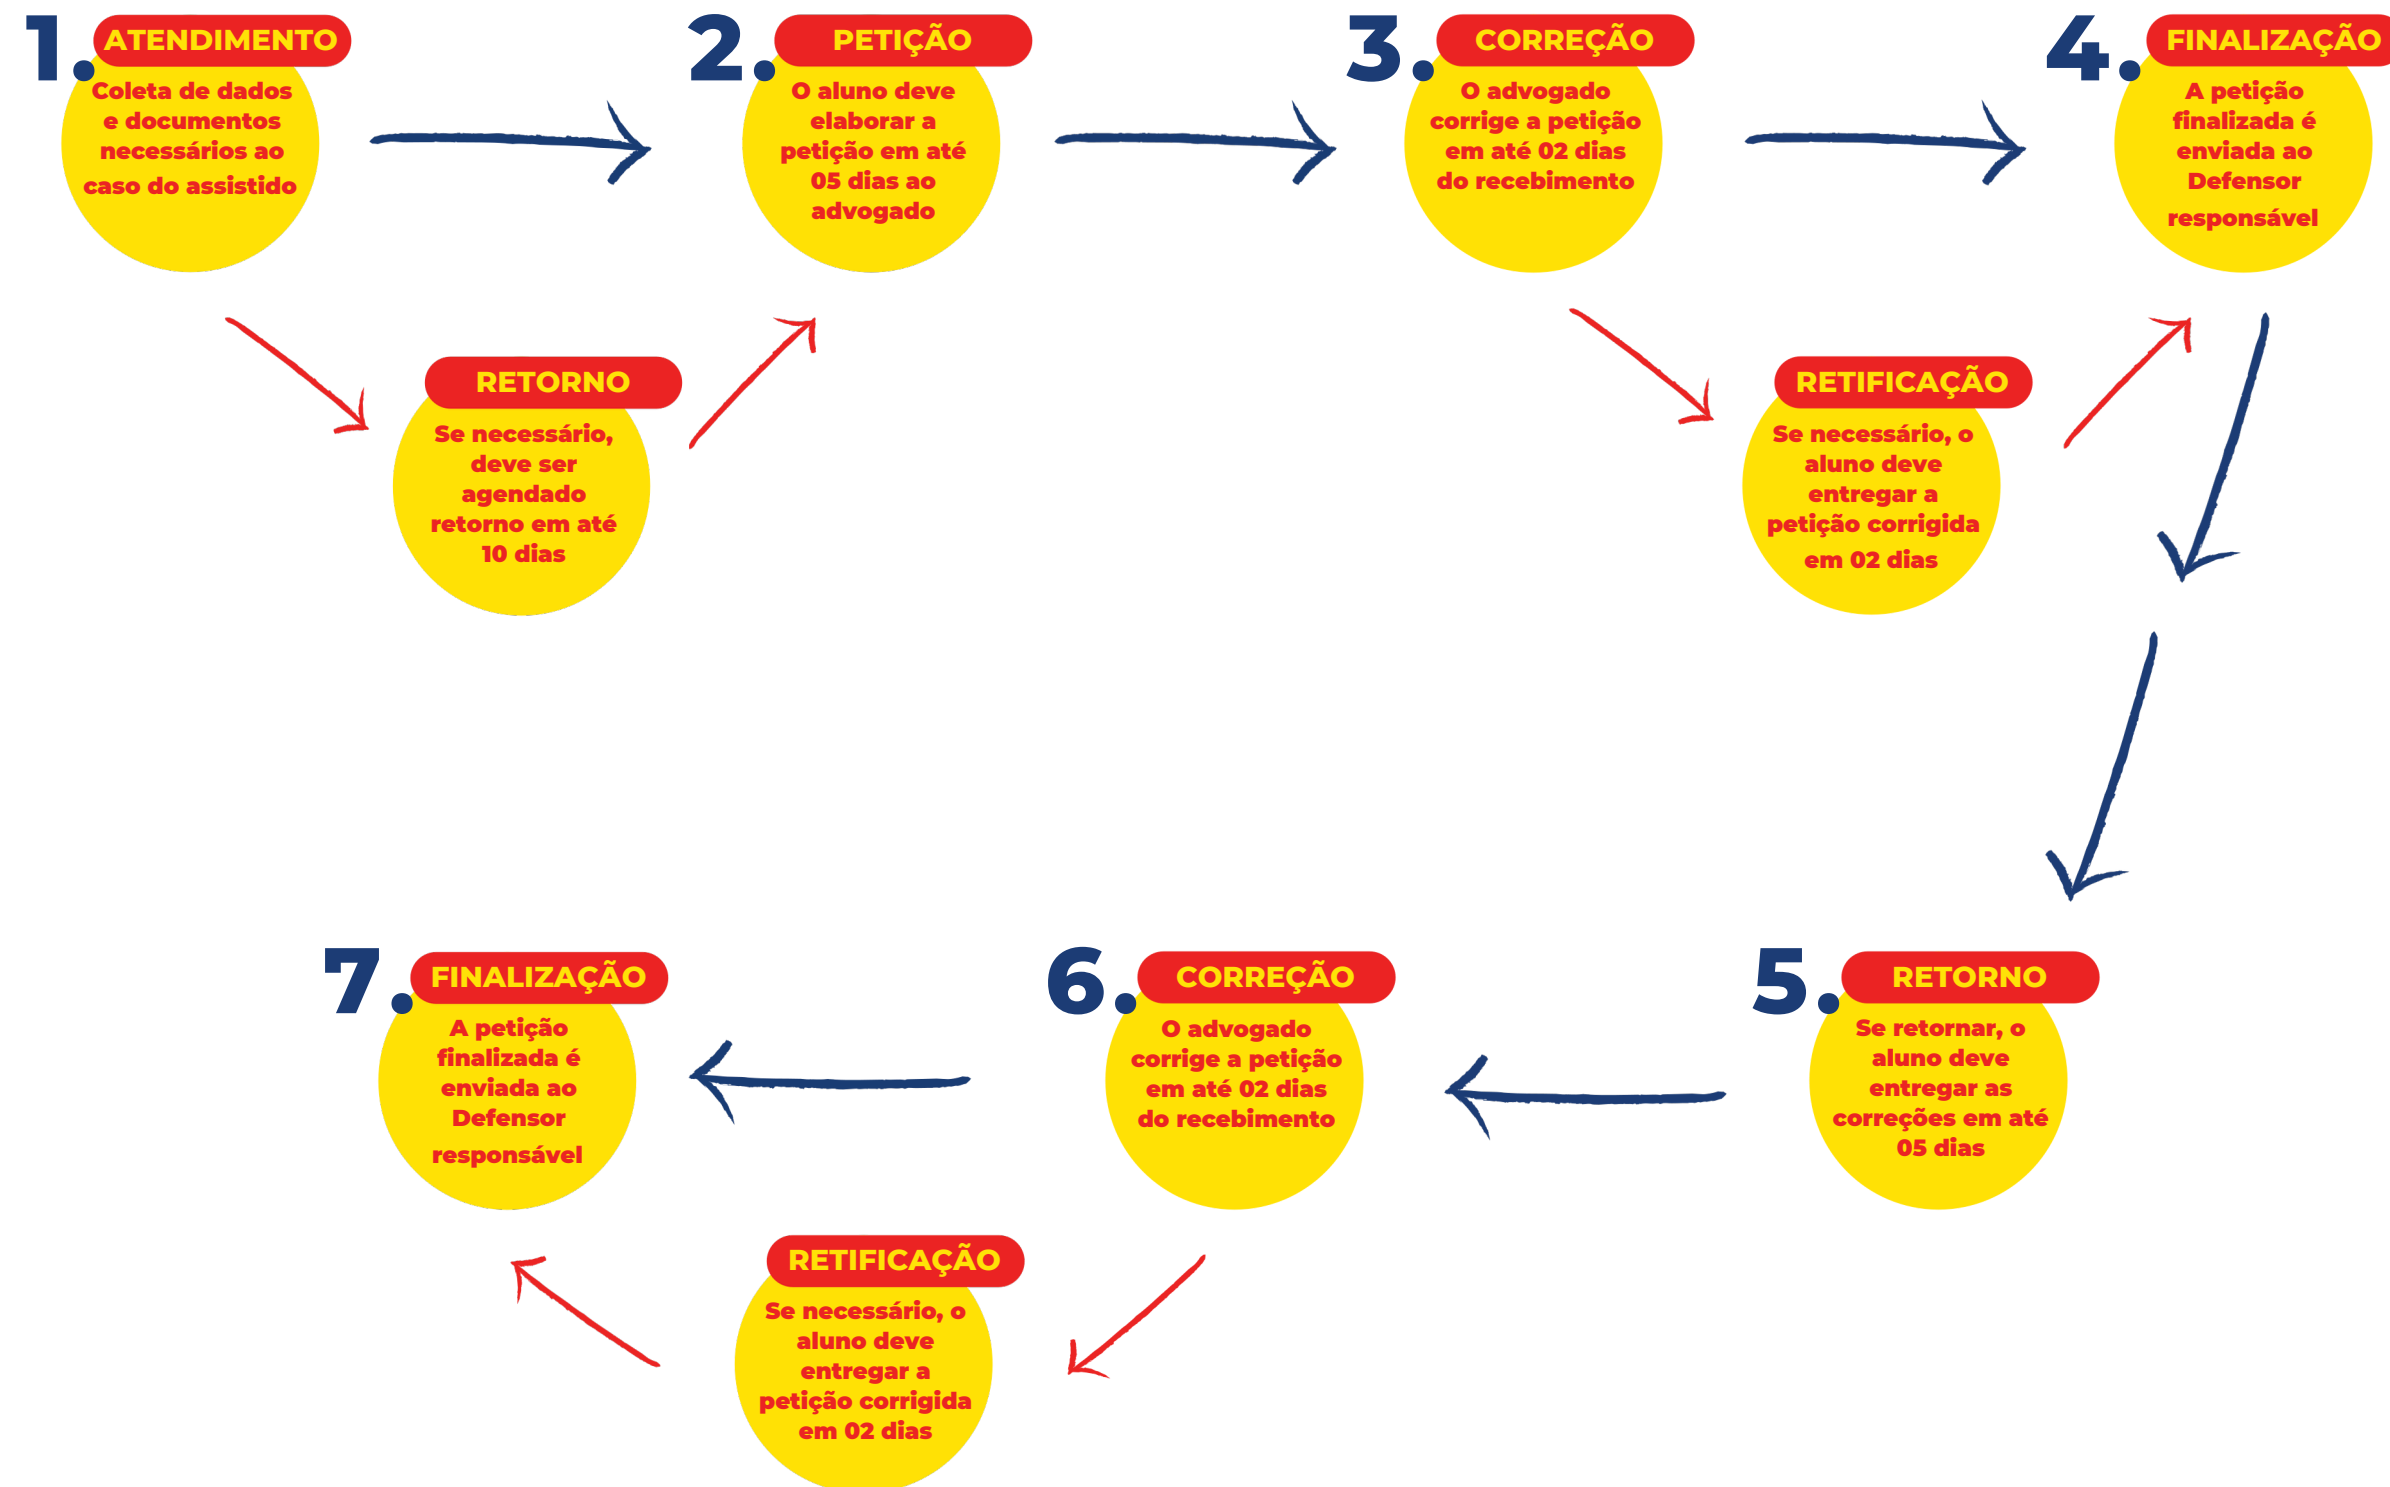 1.
ATENDIMENTO
Coleta de dados
e documentos
necessários ao
caso do assistido
2.
PETIÇÃO
O aluno deve
elaborar a
petição em até
05 dias ao
advogado
3.
CORREÇÃO
O advogado
corrige a petição
em até 02 dias
do recebimento
4.
FINALIZAÇÃO
A petição
finalizada é
enviada ao
Defensor
responsável
RETORNO
Se necessário,
deve ser
agendado
retorno em até
10 dias
RETIFICAÇÃO
Se necessário, o
aluno deve
entregar a
petição corrigida
em 02 dias
5.
RETORNO
Se retornar, o
aluno deve
entregar as
correções em até
05 dias
6.
CORREÇÃO
O advogado
corrige a petição
em até 02 dias
do recebimento
7.
FINALIZAÇÃO
A petição
finalizada é
enviada ao
Defensor
responsável
RETIFICAÇÃO
Se necessário, o
aluno deve
entregar a
petição corrigida
em 02 dias